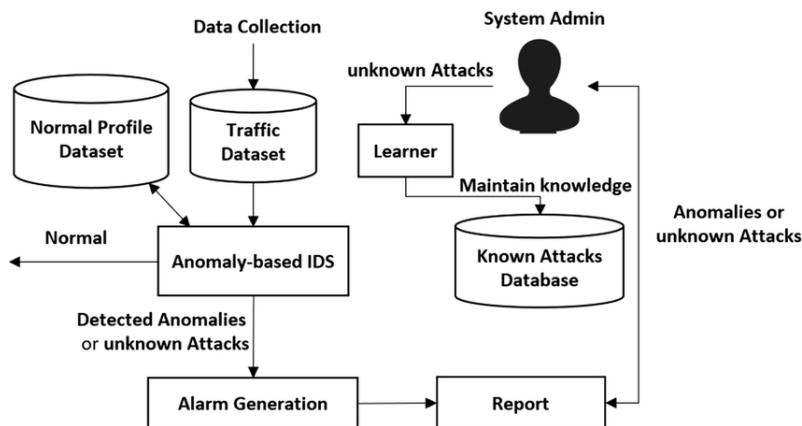 System Admin
Data Collection
unknown Attacks
Normal Profile
Dataset
Traffic
Dataset
Learner
Maintain knowledge
Anomalies or
unknown Attacks
Normal
Anomaly-based IDS
Known Attacks
Database
Detected Anomalies
or unknown Attacks
Alarm Generation
Report